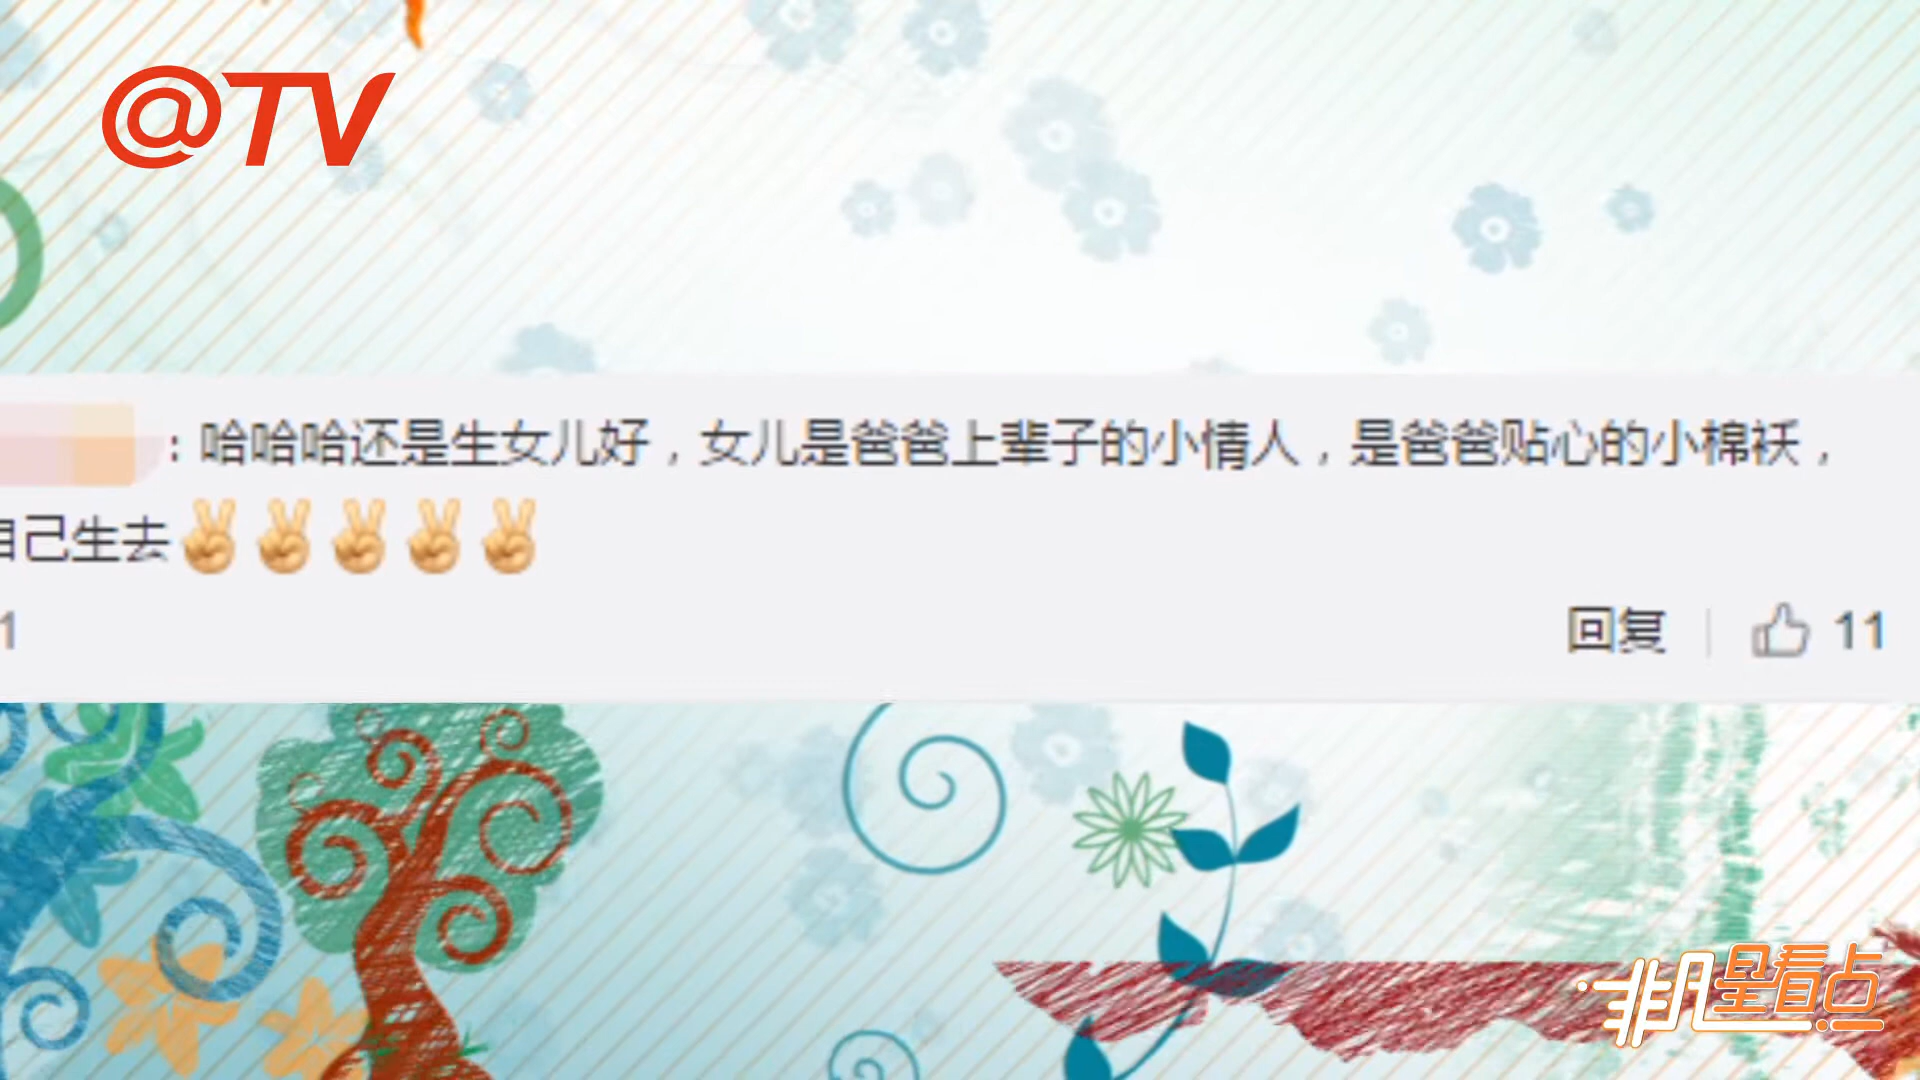 @TV
：哈哈哈还是生女儿好，女儿是爸爸上辈子的小情人，是爸爸贴心的小棉袄，
自己生去✌✌✌✌✌
1
回复 11
非凡星看点